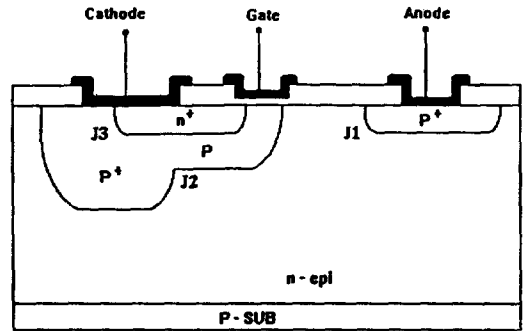 Cathode Gate Anode
J3 n+ J1 P+
P
P+ J2
n-epi
P-SUB